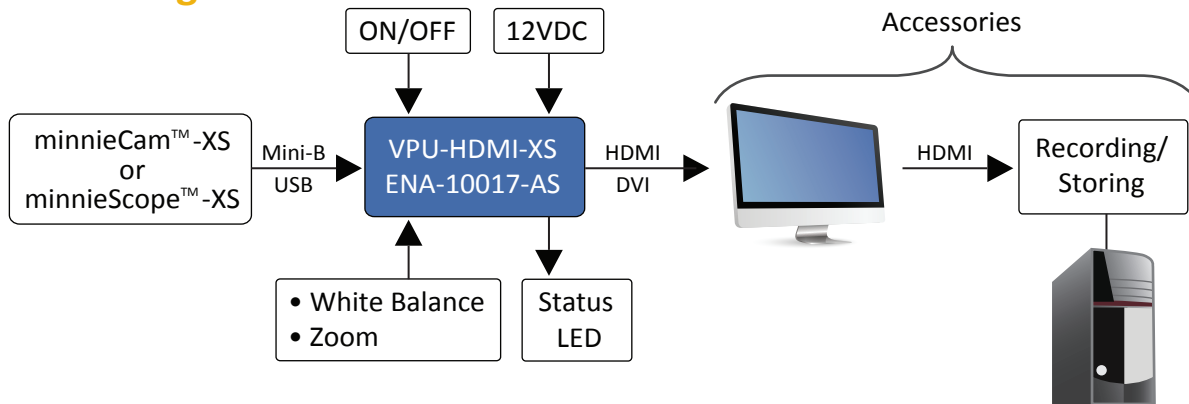 ON/OFF
12VDC
Accessories
minnieCam™-XS
or
minnieScope™-XS
Mini-B
USB
VPU-HDMI-XS
ENA-10017-AS
HDMI
DVI
HDMI
Recording/
Storing
• White Balance
• Zoom
Status
LED